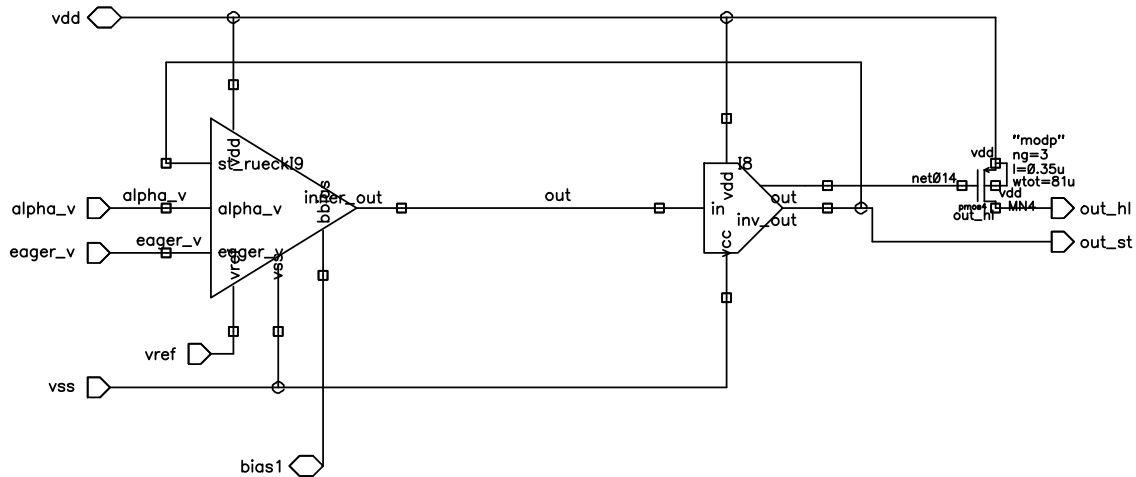 vdd
"modp"
ng=3
l=0.35u
wtot=81u
vdd
vdd
st_rueck
I9
vdd
I8
vdd
net014
alpha_v
alpha_v
alpha_v
inner_out
bbias
out
in
out
inv_out
pmos4
MN4
out_hl
out_hl
eager_v
eager_v
eager_v
vref
vss
vcc
out_st
vref
vss
bias1